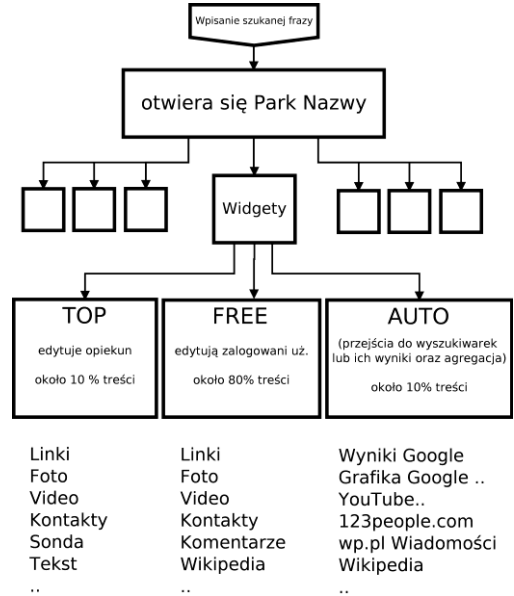 Wpisanie szukanej frazy
otwiera się Park Nazwy
Widgety
TOP
edytuje opiekun
około 10 % treści
FREE
edytują zalogowani uż.
około 80% treści
AUTO
(przejścia do wyszukiwarek
lub ich wyniki oraz agregacja)
około 10% treści
Linki
Foto
Video
Kontakty
Sonda
Tekst
..
Linki
Foto
Video
Kontakty
Komentarze
Wikipedia
..
Wyniki Google
Grafika Google ..
YouTube..
123people.com
wp.pl Wiadomości
Wikipedia
..